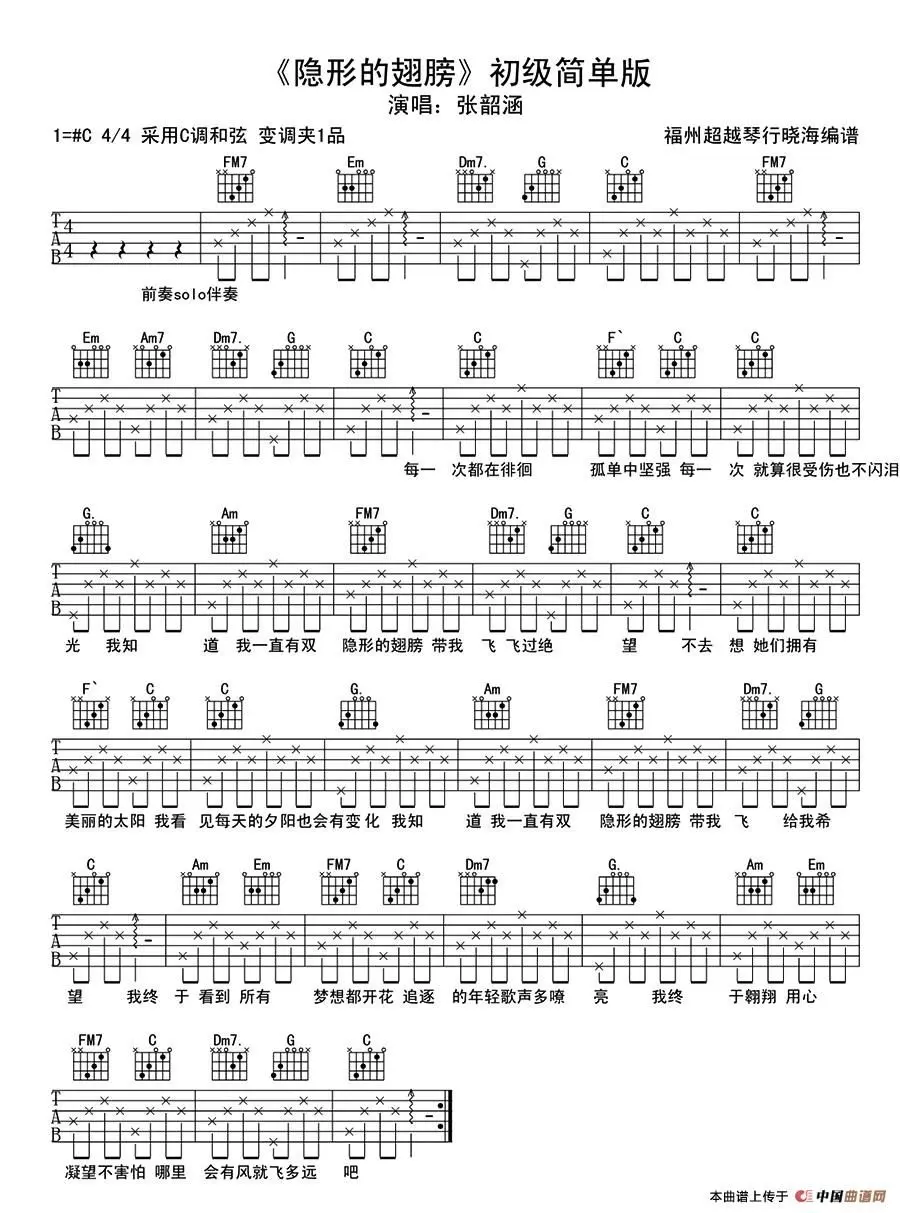 《隐形的翅膀》初级简单版
演唱：张韶涵
1=#C 4/4 采用C调和弦 变调夹1品
福州超越琴行晓海编谱
FM7 Em Dm7. G C FM7
T 4
A 4
B
前奏solo伴奏
Em Am7 Dm7. G C C F` C C
T
A
B
每一 次都在徘徊 孤单中坚强 每一 次 就算很受伤也不闪泪
G. Am FM7 Dm7. G C C
T
A
B
光 我知 道 我一直有双 隐形的翅膀 带我 飞 飞过绝 望 不去 想 她们拥有
F` C C G. Am FM7 Dm7. G
T
A
B
美丽的太阳 我看 见每天的夕阳也会有变化 我知 道 我一直有双 隐形的翅膀 带我 飞 给我希
C Am Em FM7 C Dm7 G. Am Em
T
A
B
望 我终 于 看到 所有 梦想都开花 追逐 的年轻歌声多嘹 亮 我终 于翱翔 用心
FM7 C Dm7. G C
T
A
B
凝望不害怕 哪里 会有风就飞多远 吧
本曲谱上传于 中国曲谱网